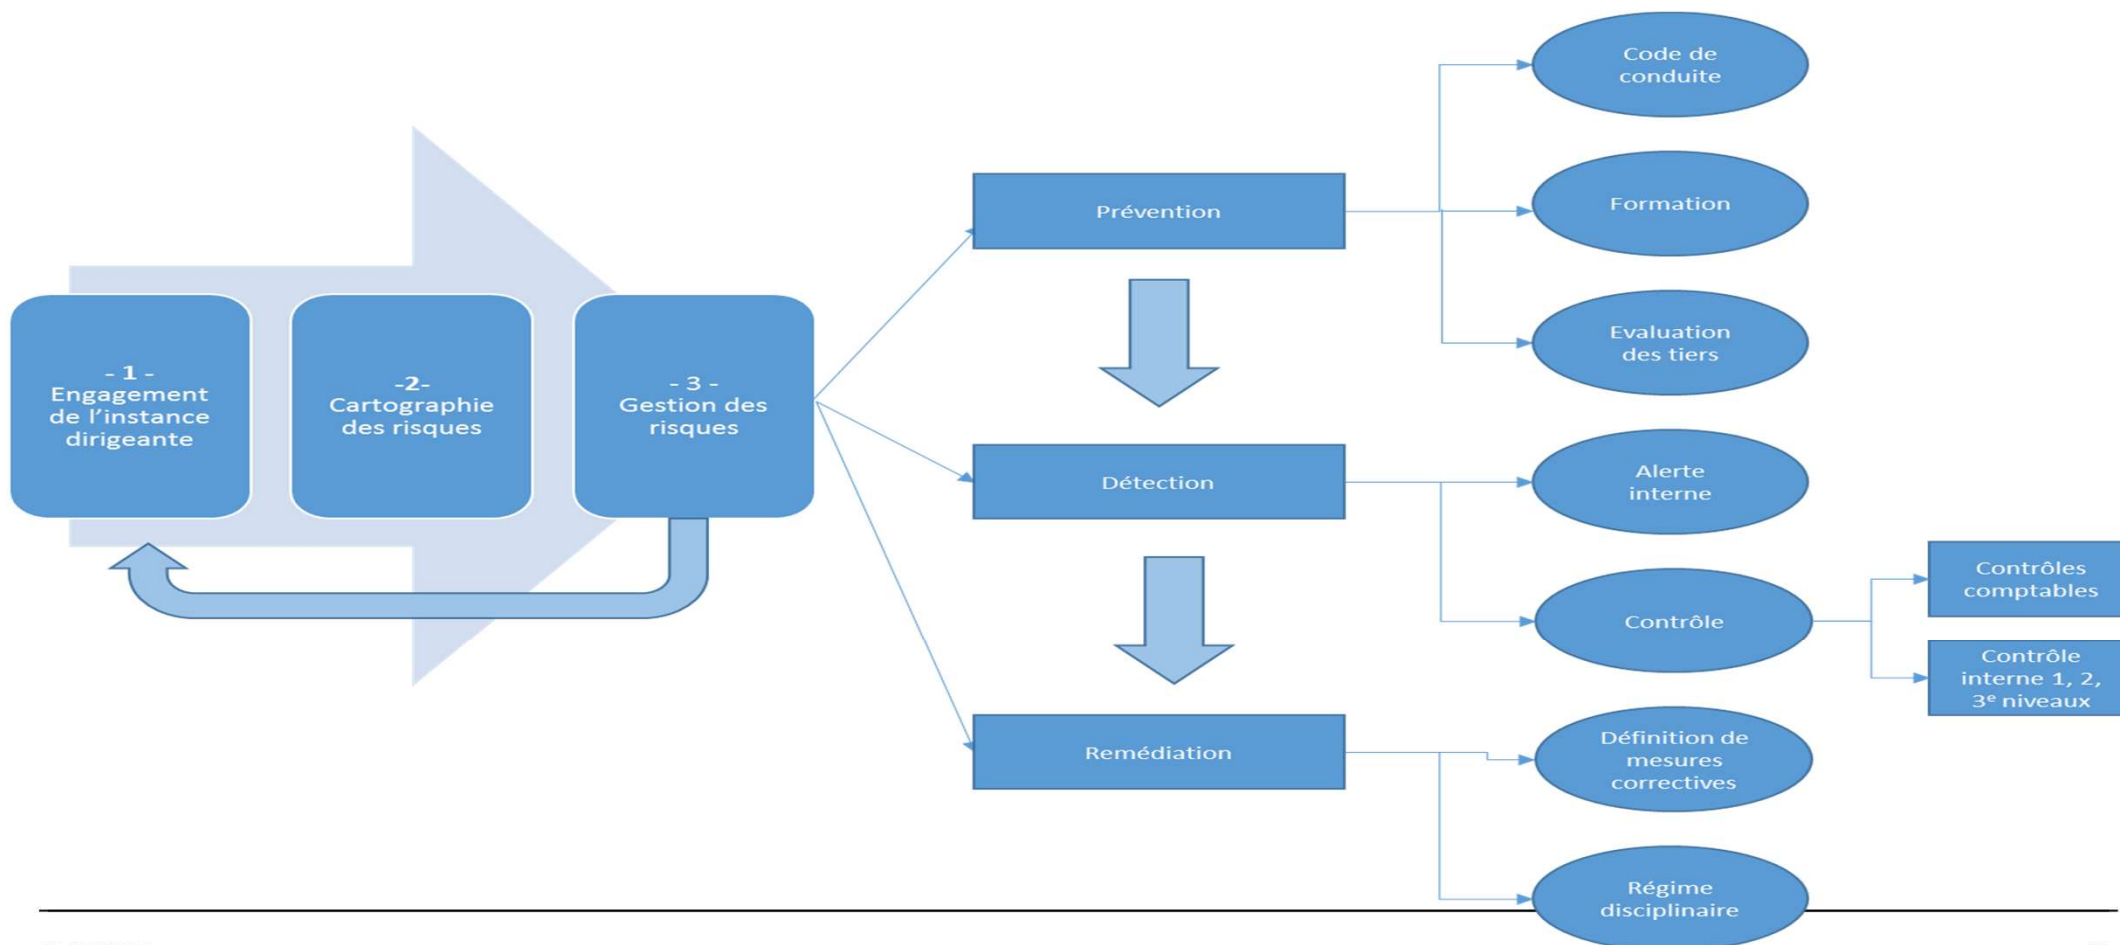 - 1 -
Engagement
de l'instance
dirigeante
-2-
Cartographie
des risques
- 3 -
Gestion des
risques
Prévention
Code de
conduite
Formation
Evaluation
des tiers
Détection
Alerte
interne
Contrôle
Contrôles
comptables
Contrôle
interne 1, 2,
3ᵉ niveaux
Remédiation
Définition de
mesures
correctives
Régime
disciplinaire